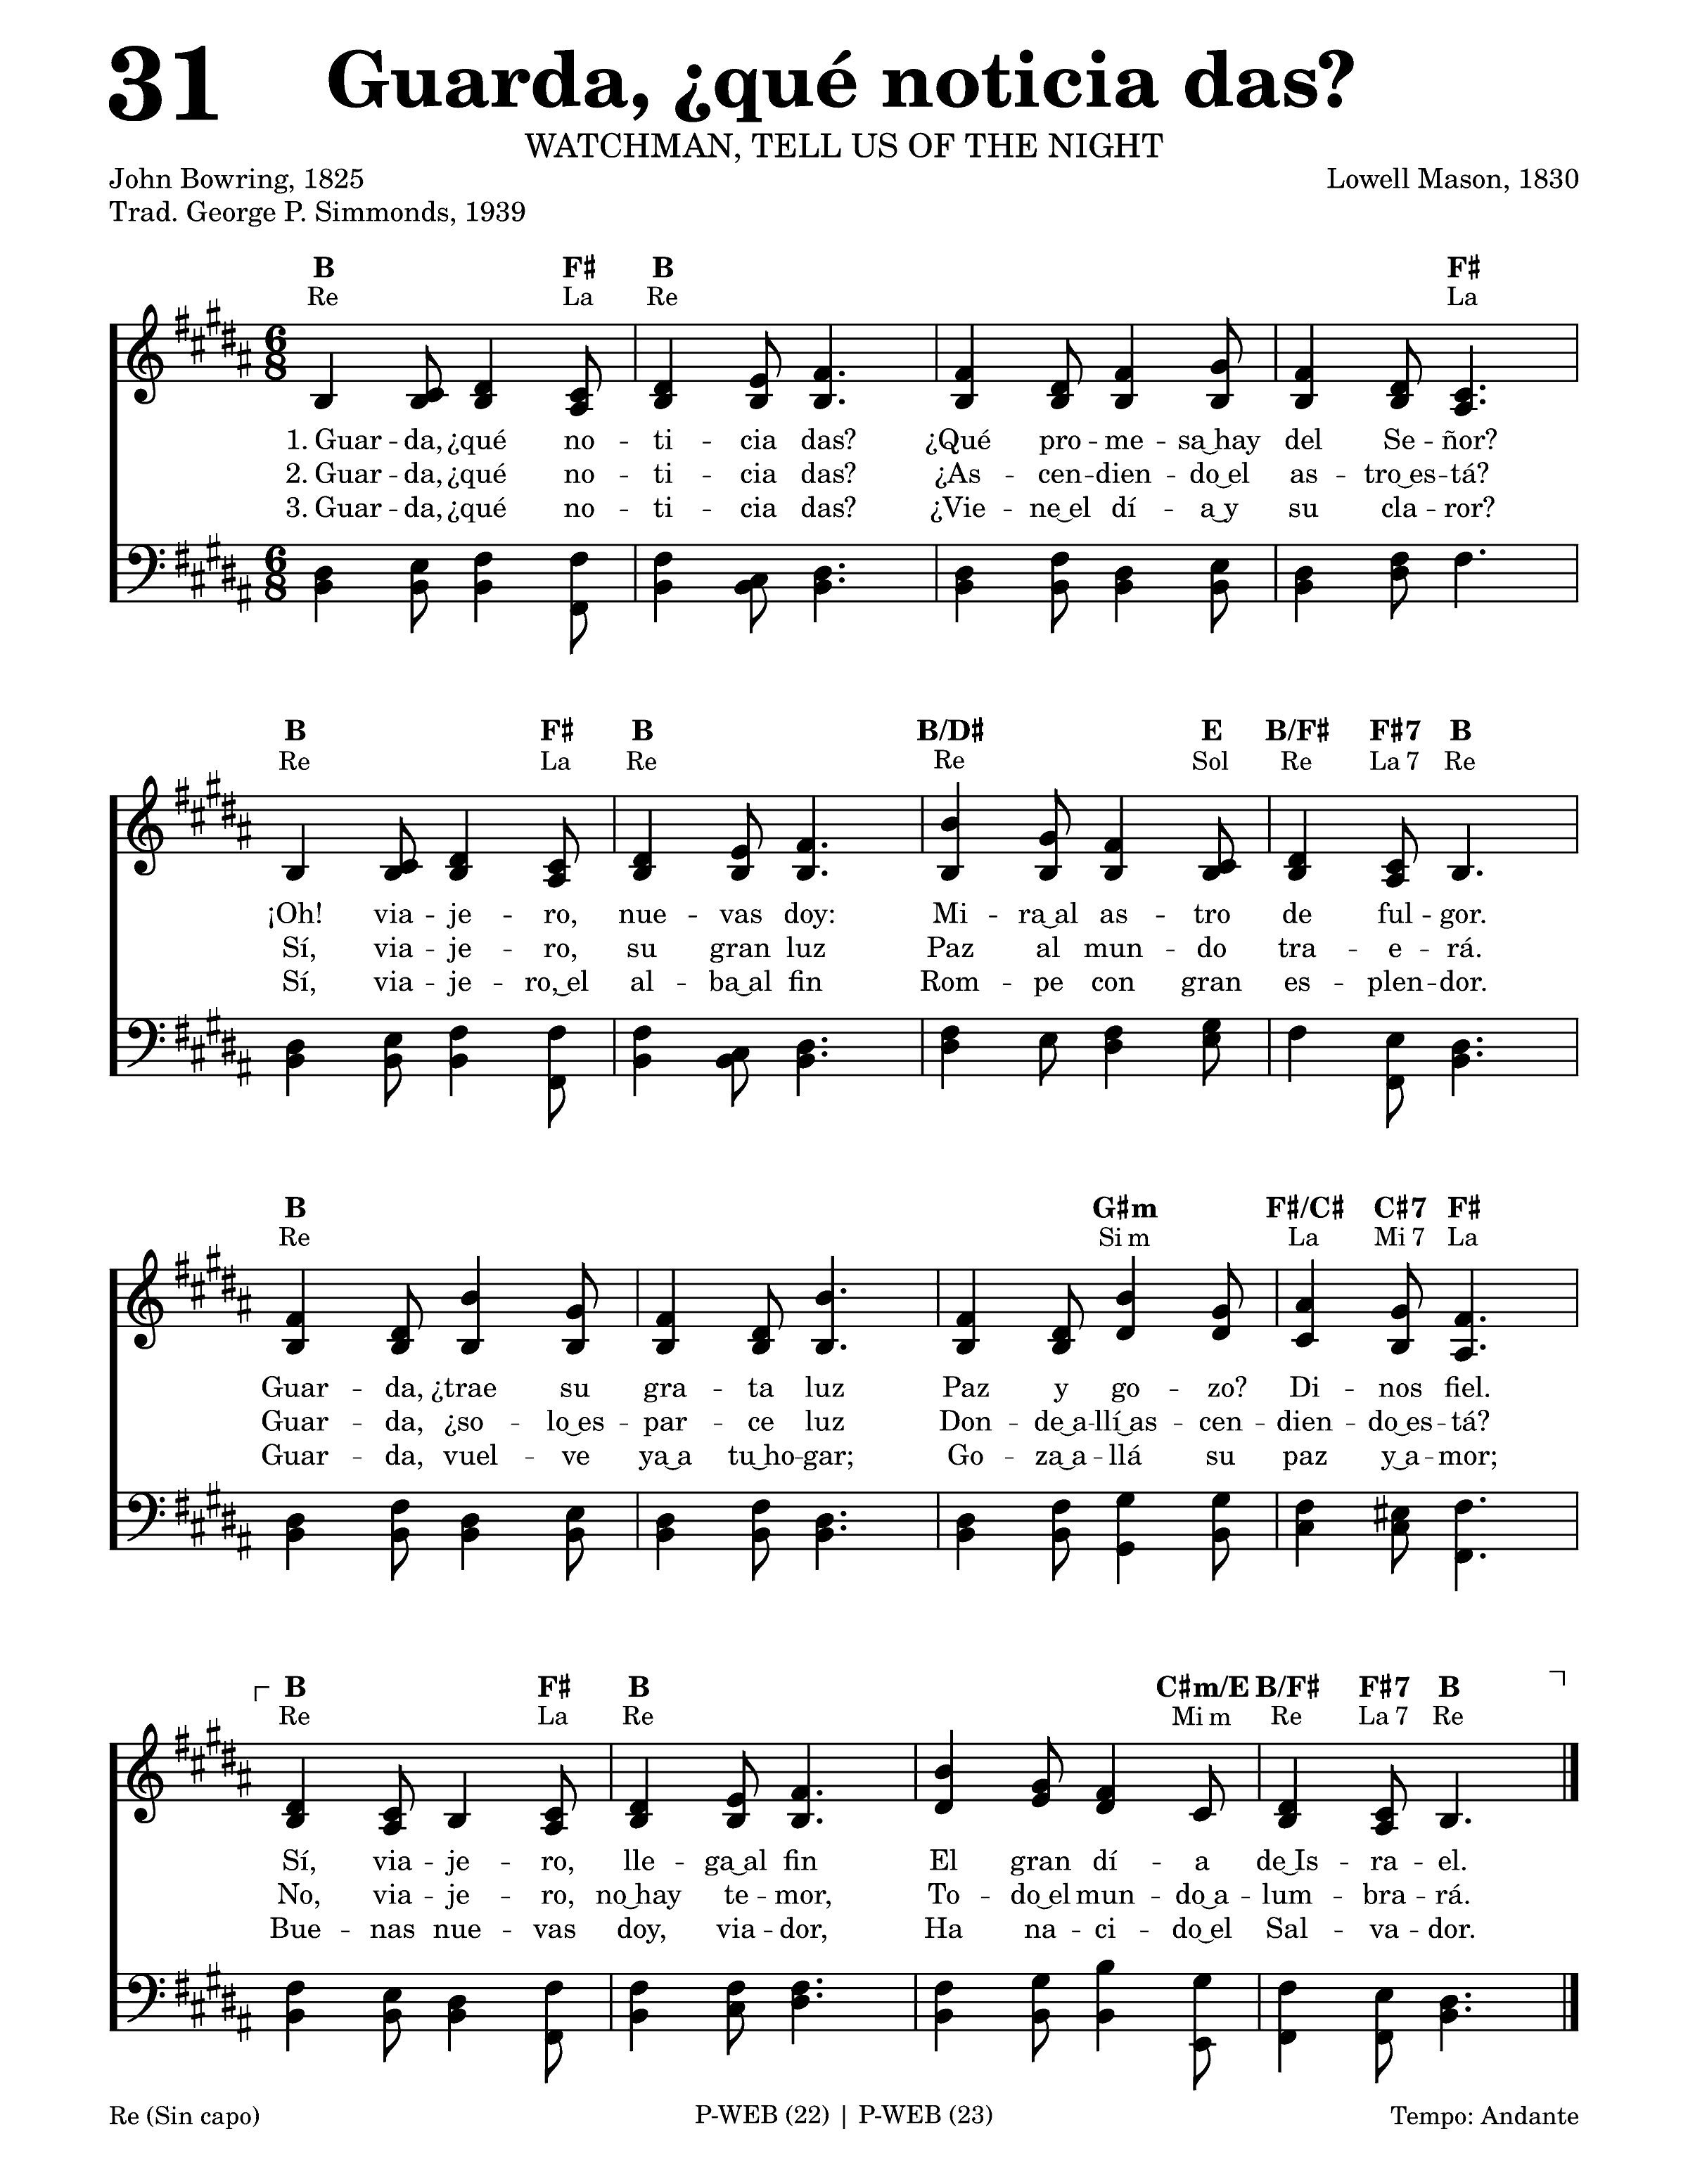 31 Guarda, ¿qué noticia das?
WATCHMAN, TELL US OF THE NIGHT
John Bowring, 1825 Lowell Mason, 1830
Trad. George P. Simmonds, 1939
B F♯ B F♯
Re La Re La
6 8
1. Guar -- da, ¿qué no -- ti -- cia das? ¿Qué pro -- me -- sa‿hay del Se -- ñor?
2. Guar -- da, ¿qué no -- ti -- cia das? ¿As -- cen -- dien -- do‿el as -- tro‿es -- tá?
3. Guar -- da, ¿qué no -- ti -- cia das? ¿Vie -- ne‿el dí -- a‿y su cla -- ror?
6 8
B F♯ B B/D♯ E B/F♯ F♯7 B
Re La Re Re Sol Re La 7 Re
¡Oh! via -- je -- ro, nue -- vas doy: Mi -- ra‿al as -- tro de ful -- gor.
Sí, via -- je -- ro, su gran luz Paz al mun -- do tra -- e -- rá.
Sí, via -- je -- ro,‿el al -- ba‿al fin Rom -- pe con gran es -- plen -- dor.
B G♯m F♯/C♯ C♯7 F♯
Re Si m La Mi 7 La
Guar -- da, ¿trae su gra -- ta luz Paz y go -- zo? Di -- nos fiel.
Guar -- da, ¿so -- lo‿es -- par -- ce luz Don -- de‿a -- llí‿as -- cen -- dien -- do‿es -- tá?
Guar -- da, vuel -- ve ya‿a tu‿ho -- gar; Go -- za‿a -- llá su paz y‿a -- mor;
B F♯ B C♯m/E B/F♯ F♯7 B
Re La Re Mi m Re La 7 Re
Sí, via -- je -- ro, lle -- ga‿al fin El gran dí -- a de‿Is -- ra -- el.
No, via -- je -- ro, no‿hay te -- mor, To -- do‿el mun -- do‿a -- lum -- bra -- rá.
Bue -- nas nue -- vas doy, via -- dor, Ha na -- ci -- do‿el Sal -- va -- dor.
Re (Sin capo) P-WEB (22) | P-WEB (23) Tempo: Andante